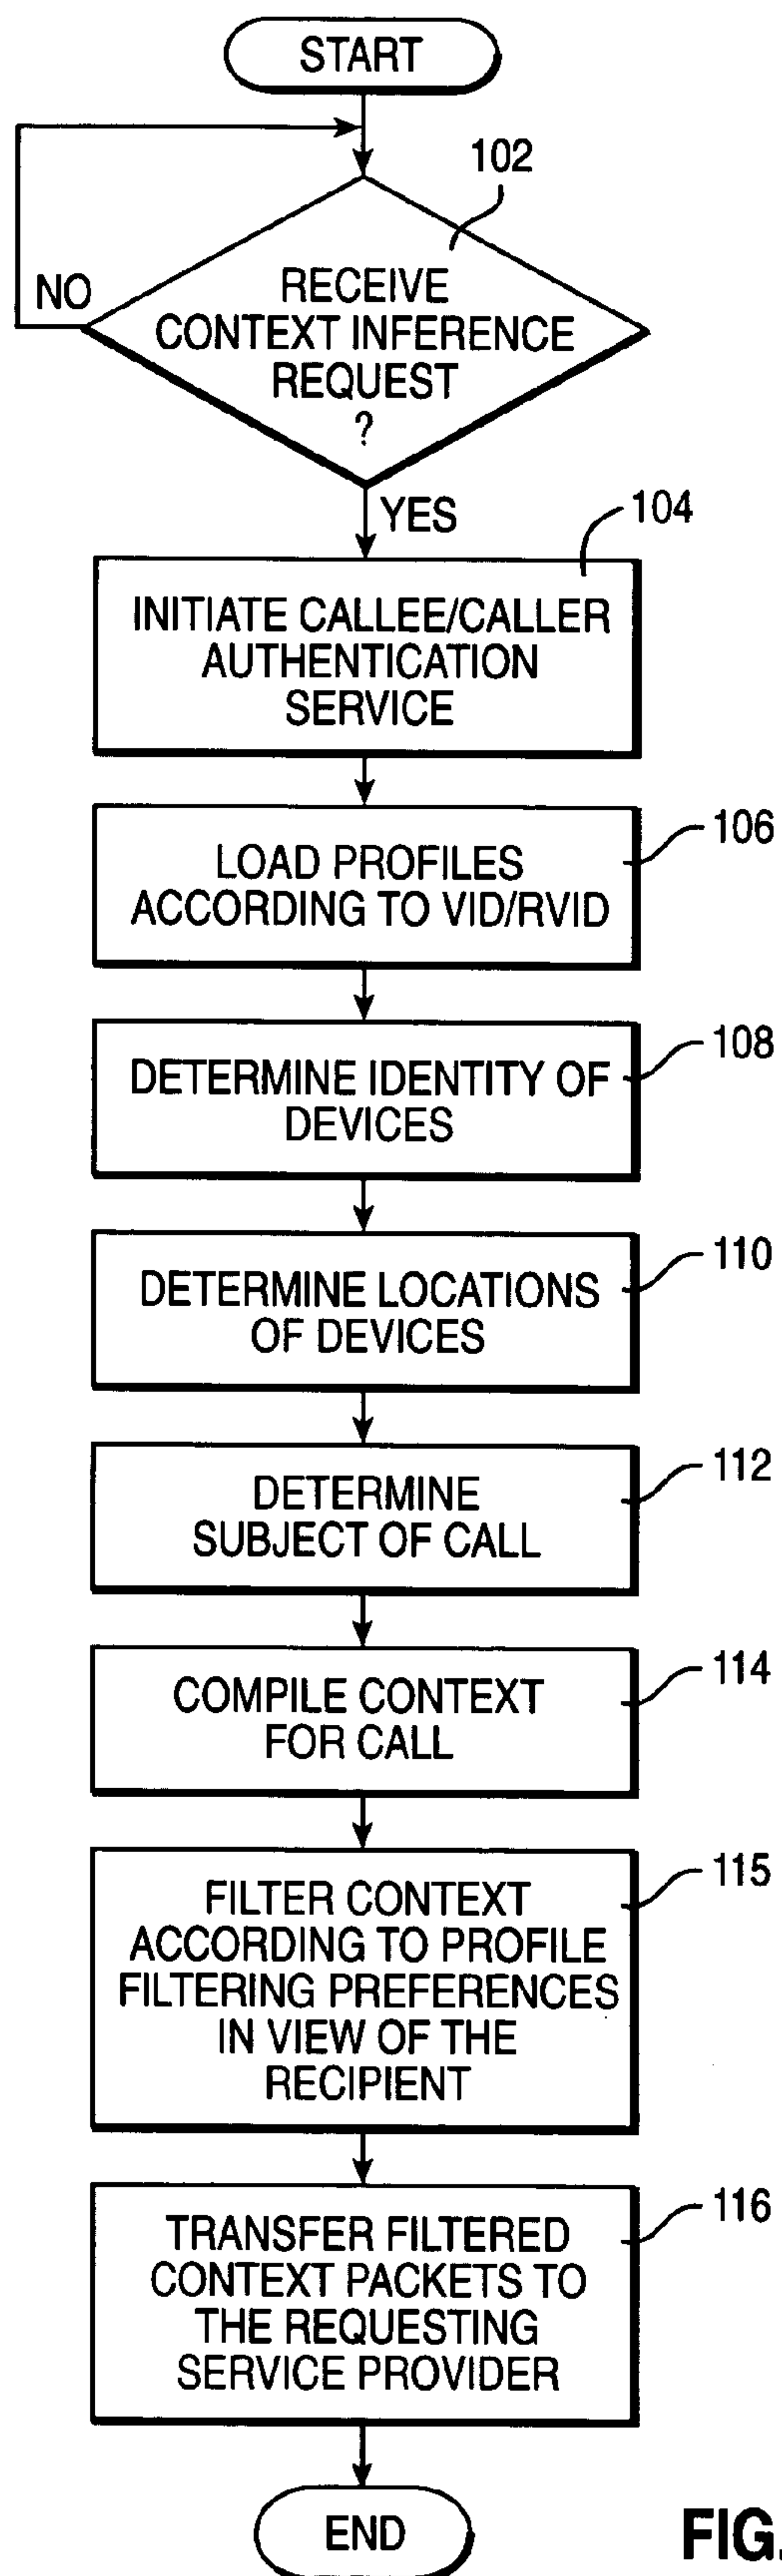 START
102
RECEIVE
CONTEXT INFERENCE
REQUEST
?
NO
YES
104
INITIATE CALLEE/CALLER
AUTHENTICATION
SERVICE
106
LOAD PROFILES
ACCORDING TO VID/RVID
108
DETERMINE IDENTITY OF
DEVICES
110
DETERMINE LOCATIONS
OF DEVICES
112
DETERMINE
SUBJECT OF CALL
114
COMPILE CONTEXT
FOR CALL
115
FILTER CONTEXT
ACCORDING TO PROFILE
FILTERING PREFERENCES
IN VIEW OF THE
RECIPIENT
116
TRANSFER FILTERED
CONTEXT PACKETS TO
THE REQUESTING
SERVICE PROVIDER
END
FIG.